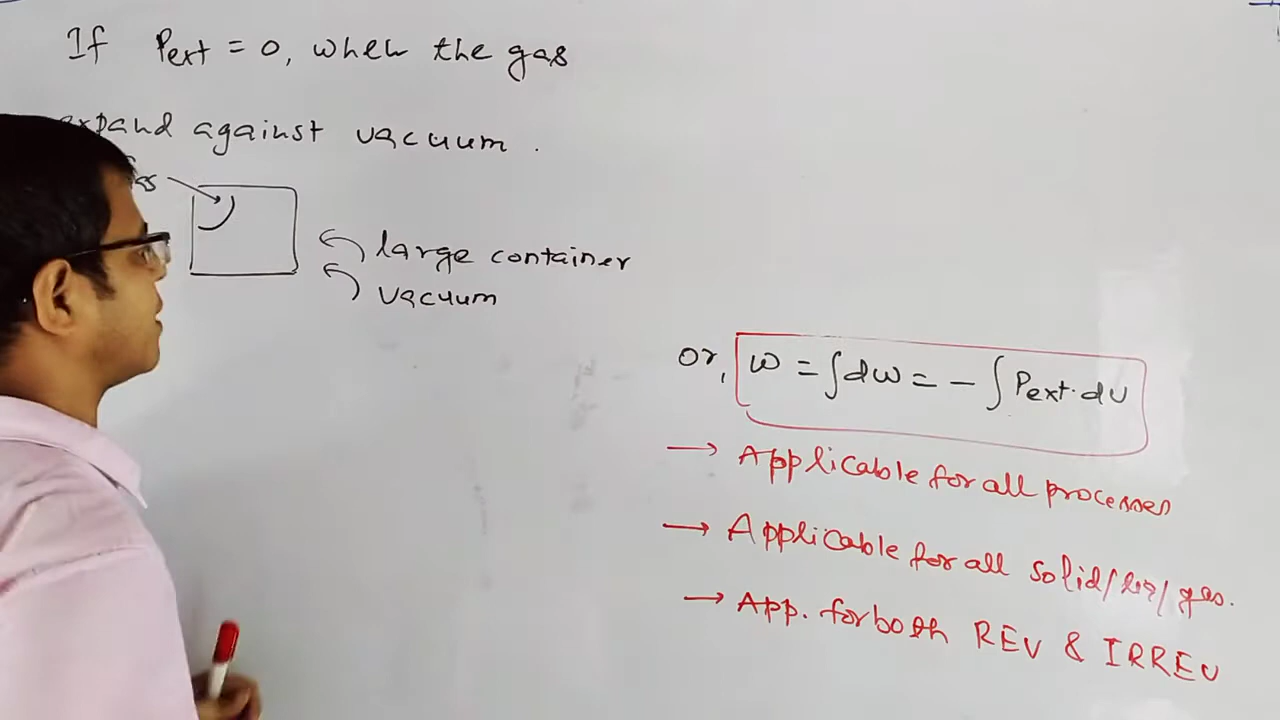 If Pext = 0, when the gas
expand against vacuum.
large container
vacuum
or, w = ∫dw = - ∫Pext.dv
→ Applicable for all processes
→ Applicable for all solid/liq/gas.
→ App. for both REV & IRREV